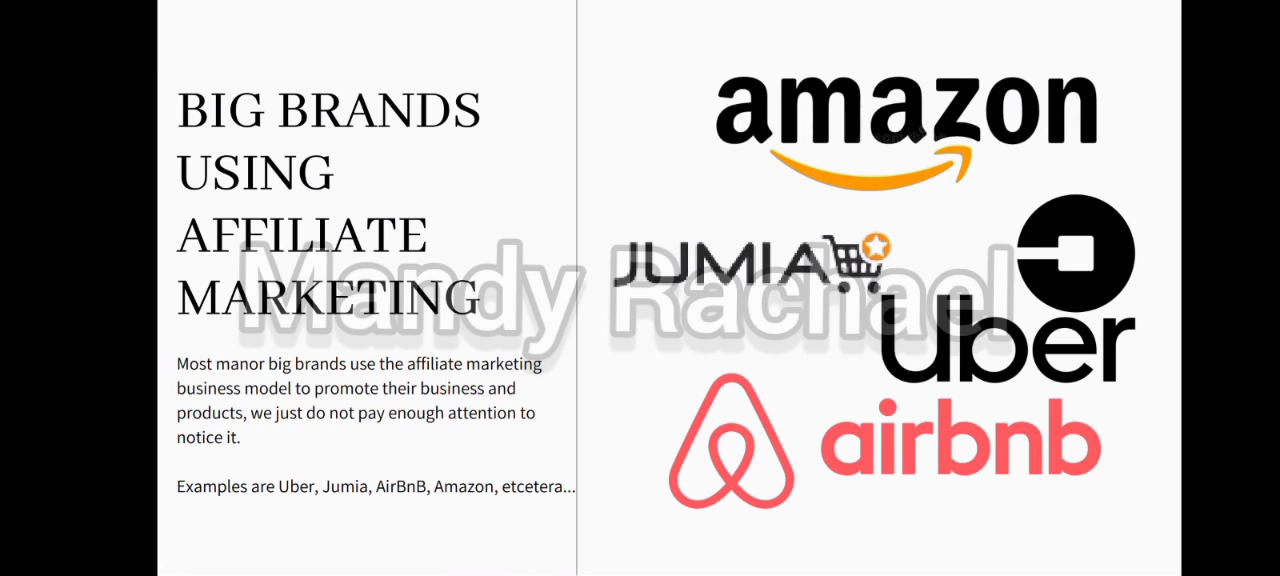 BIG BRANDS
USING
AFFILIATE
MARKETING
Most manor big brands use the affiliate marketing
business model to promote their business and
products, we just do not pay enough attention to
notice it.
Examples are Uber, Jumia, AirBnB, Amazon, etcetera...
Mandy Rachael
amazon
JUMIA
Uber
airbnb